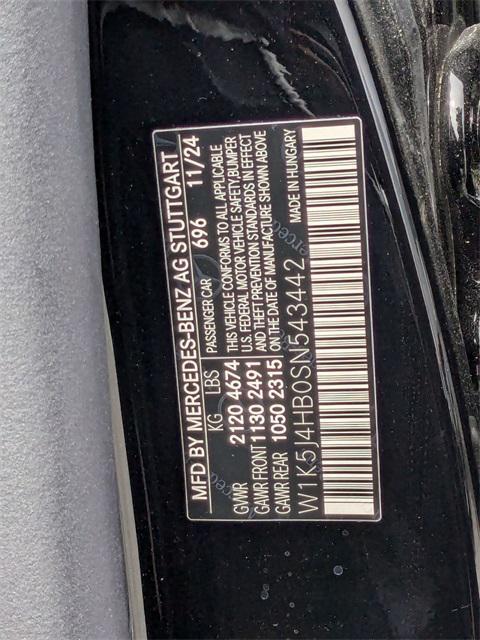 MFD BY MERCEDES-BENZ AG STUTTGART
696 11/24
KG LBS PASSENGER CAR
GVWR 2120 4674 THIS VEHICLE CONFORMS TO ALL APPLICABLE
U.S. FEDERAL MOTOR VEHICLE SAFETY/BUMPER
GAWR FRONT 1130 2491 AND THEFT PREVENTION STANDARDS IN EFFECT
GAWR REAR 1050 2315 ON THE DATE OF MANUFACTURE SHOWN ABOVE
MADE IN HUNGARY
W1K5J4HB0SN543442